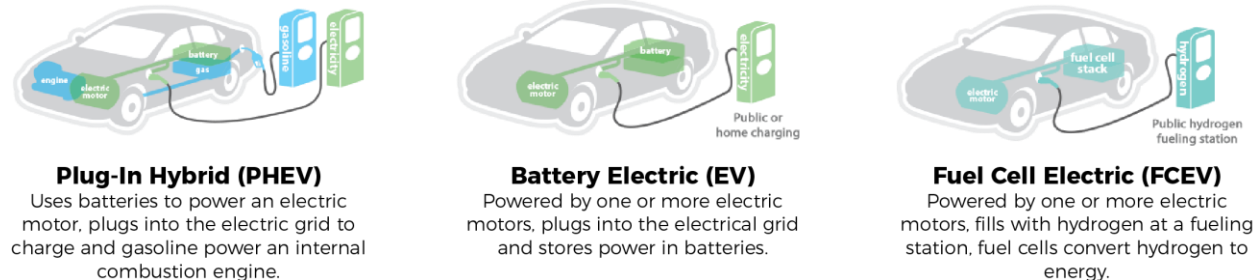 gasoline
electricity
battery
gas
engine
electric
motor
Plug-In Hybrid (PHEV)
Uses batteries to power an electric
motor, plugs into the electric grid to
charge and gasoline power an internal
combustion engine.
electricity
battery
electric
motor
Public or
home charging
Battery Electric (EV)
Powered by one or more electric
motors, plugs into the electrical grid
and stores power in batteries.
hydrogen
fuel cell
stack
electric
motor
Public hydrogen
fueling station
Fuel Cell Electric (FCEV)
Powered by one or more electric
motors, fills with hydrogen at a fueling
station, fuel cells convert hydrogen to
energy.